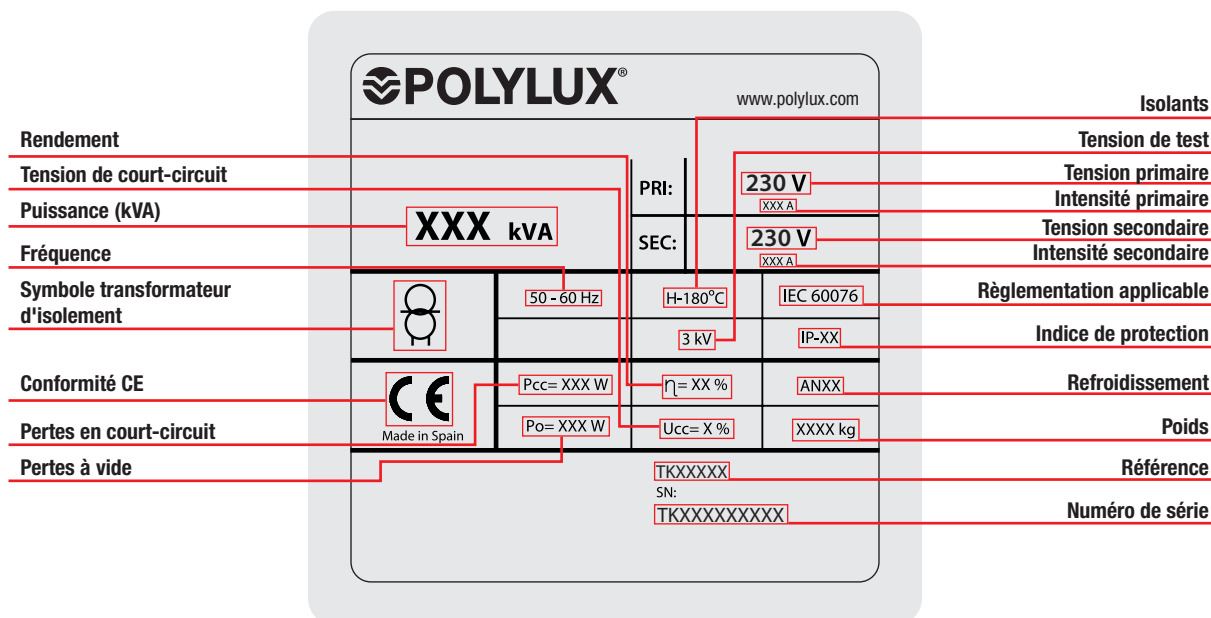 POLYLUX®
www.polylux.com
Rendement
Tension de court-circuit
Puissance (kVA)
Fréquence
Symbole transformateur
d'isolement
Conformité CE
Pertes en court-circuit
Pertes à vide
PRI:
230 V
XXX A
XXX kVA
SEC:
230 V
XXX A
50 - 60 Hz
H-180°C
IEC 60076
3 kV
IP-XX
CE
Made in Spain
Pcc= XXX W
η= XX %
ANXX
Po= XXX W
Ucc= X %
XXXX kg
TKXXXXX
SN:
TKXXXXXXXXXX
Isolants
Tension de test
Tension primaire
Intensité primaire
Tension secondaire
Intensité secondaire
Règlementation applicable
Indice de protection
Refroidissement
Poids
Référence
Numéro de série